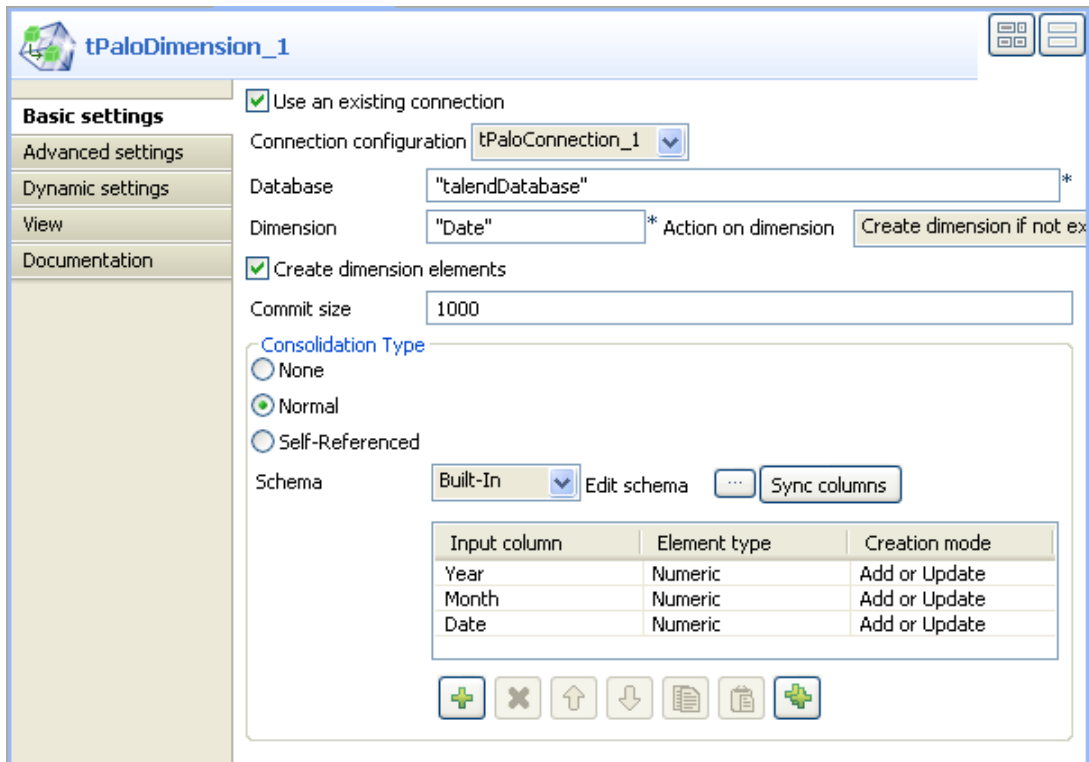 tPaloDimension_1
Basic settings
Advanced settings
Dynamic settings
View
Documentation
Use an existing connection
Connection configuration tPaloConnection_1
Database "talendDatabase" *
Dimension "Date" * Action on dimension Create dimension if not ex
Create dimension elements
Commit size 1000
Consolidation Type
None
Normal
Self-Referenced
Schema Built-In Edit schema ... Sync columns
Input column Element type Creation mode
Year Numeric Add or Update
Month Numeric Add or Update
Date Numeric Add or Update